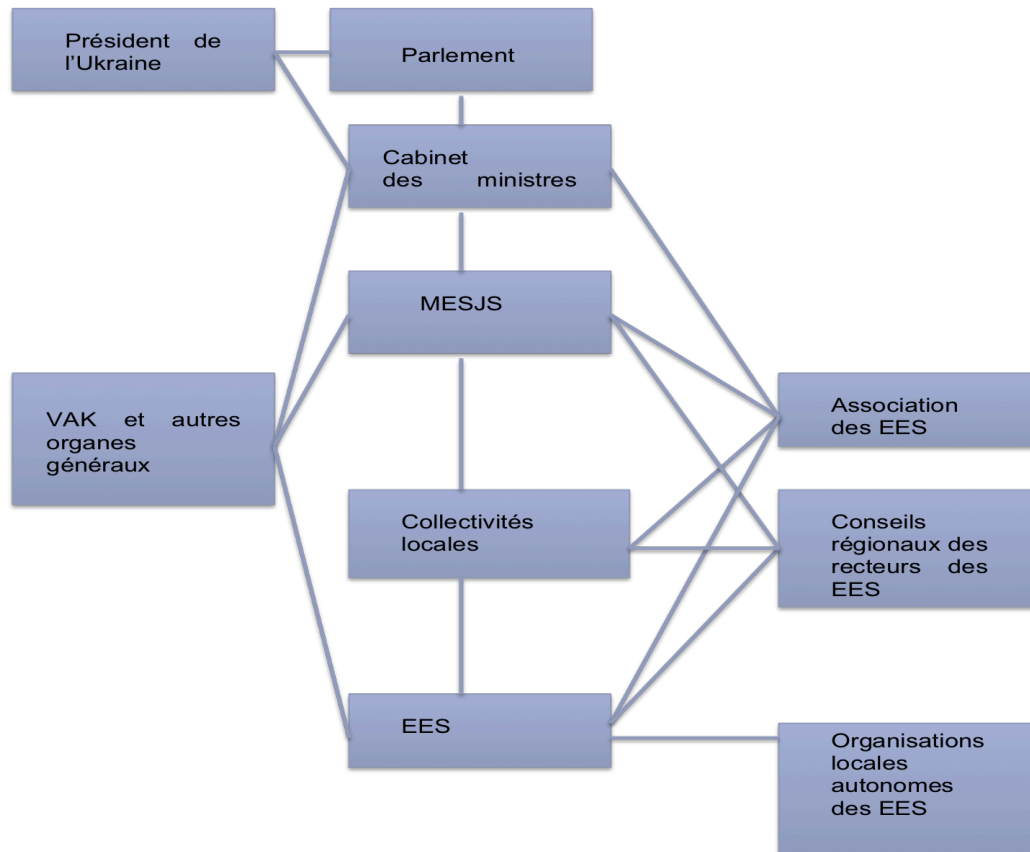 Président de
l'Ukraine
Parlement
Cabinet
des ministres
MESJS
VAK et autres
organes
généraux
Association
des EES
Collectivités
locales
Conseils
régionaux des
recteurs des
EES
EES
Organisations
locales
autonomes
des EES